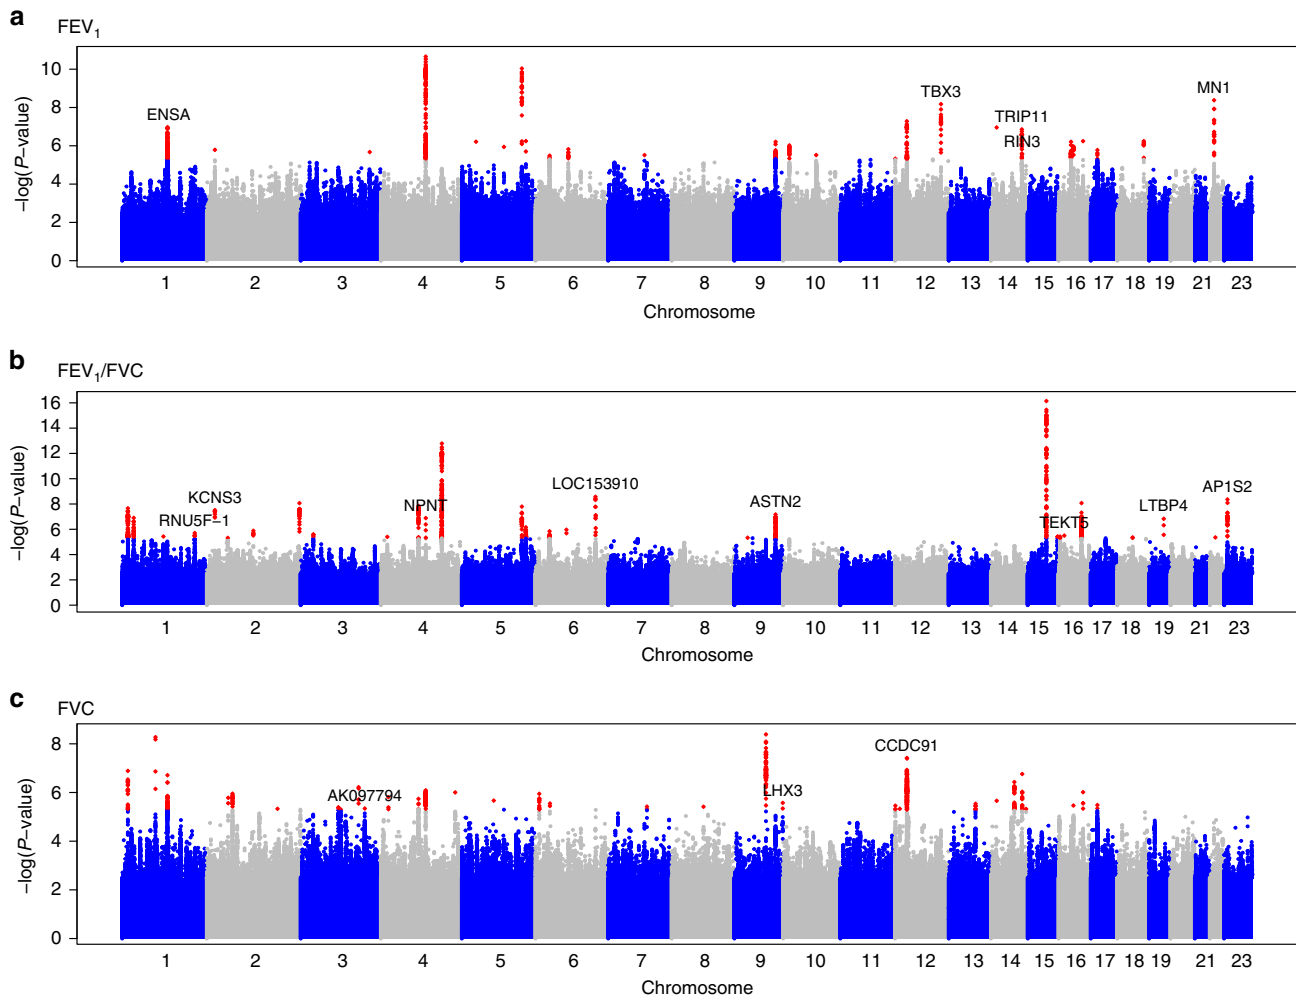 a
FEV1
10
8
6
4
2
0
−log(P−value)
ENSA
TBX3
TRIP11
RIN3
MN1
1 2 3 4 5 6 7 8 9 10 11 12 13 14 15 16 17 18 19 21 23
Chromosome
b
FEV1/FVC
16
14
12
10
8
6
4
2
0
−log(P−value)
KCNS3
RNU5F−1
NPNT
LOC153910
ASTN2
TEKT5
LTBP4
AP1S2
1 2 3 4 5 6 7 8 9 10 11 12 13 14 15 16 17 18 19 21 23
Chromosome
c
FVC
8
6
4
2
0
−log(P−value)
AK097794
LHX3
CCDC91
1 2 3 4 5 6 7 8 9 10 11 12 13 14 15 16 17 18 19 21 23
Chromosome